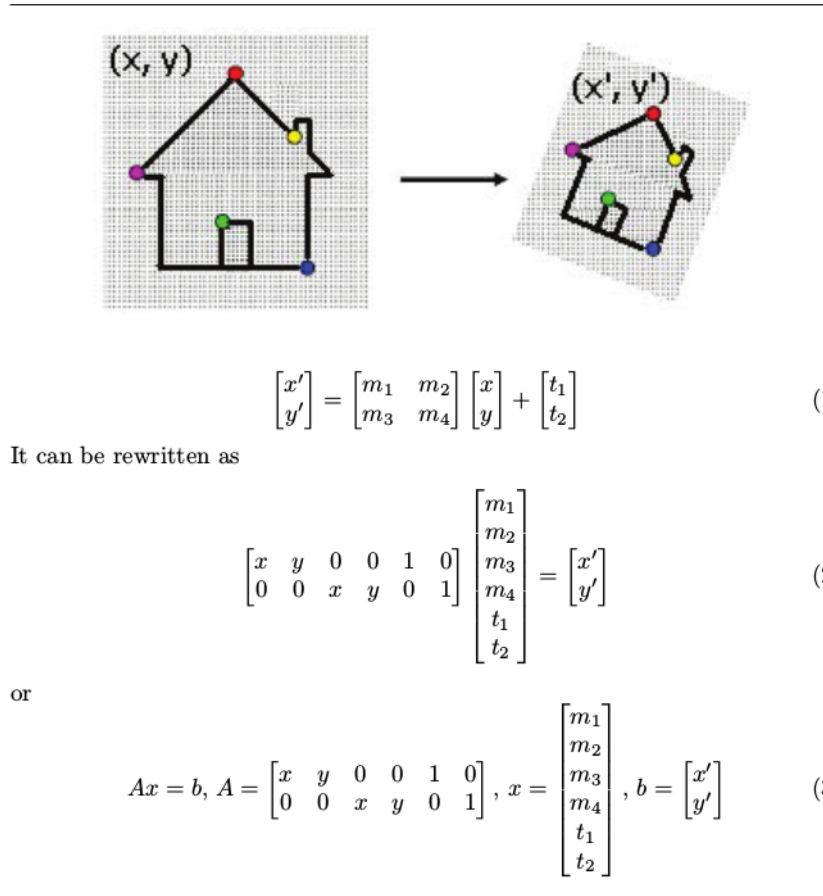 (x, y)
(x', y')
[x′ y′] = [m₁ m₂ m₃ m₄] [x y] + [t₁ t₂] (
It can be rewritten as
[x y 0 0 1 0
0 0 x y 0 1] [m₁ m₂ m₃ m₄ t₁ t₂] = [x′ y′] (
or
Ax = b, A = [x y 0 0 1 0
0 0 x y 0 1], x = [m₁ m₂ m₃ m₄ t₁ t₂], b = [x′ y′] (